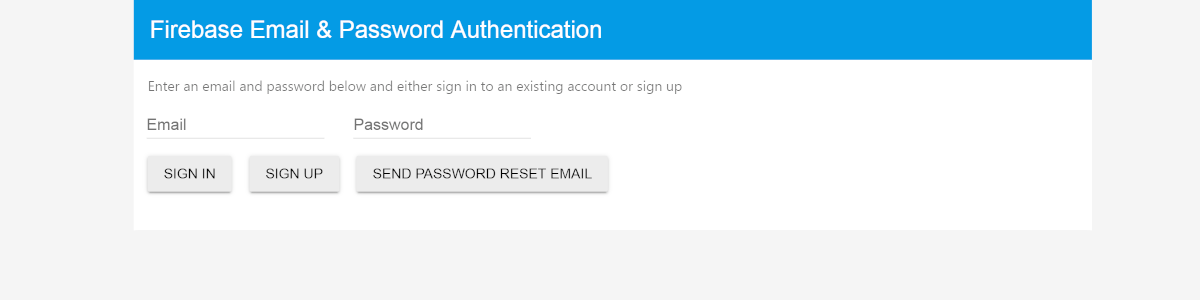 Firebase Email & Password Authentication
Enter an email and password below and either sign in to an existing account or sign up
Email Password
SIGN IN SIGN UP SEND PASSWORD RESET EMAIL